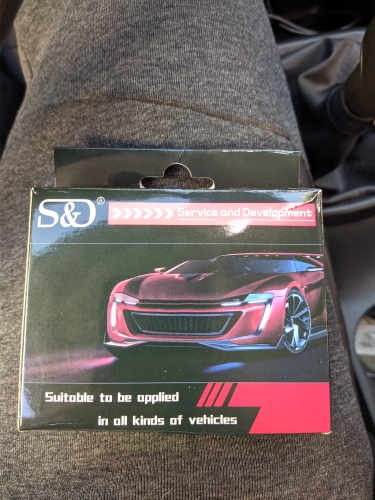 S&D® >>>>>> Service and Development
Suitable to be applied
in all kinds of vehicles